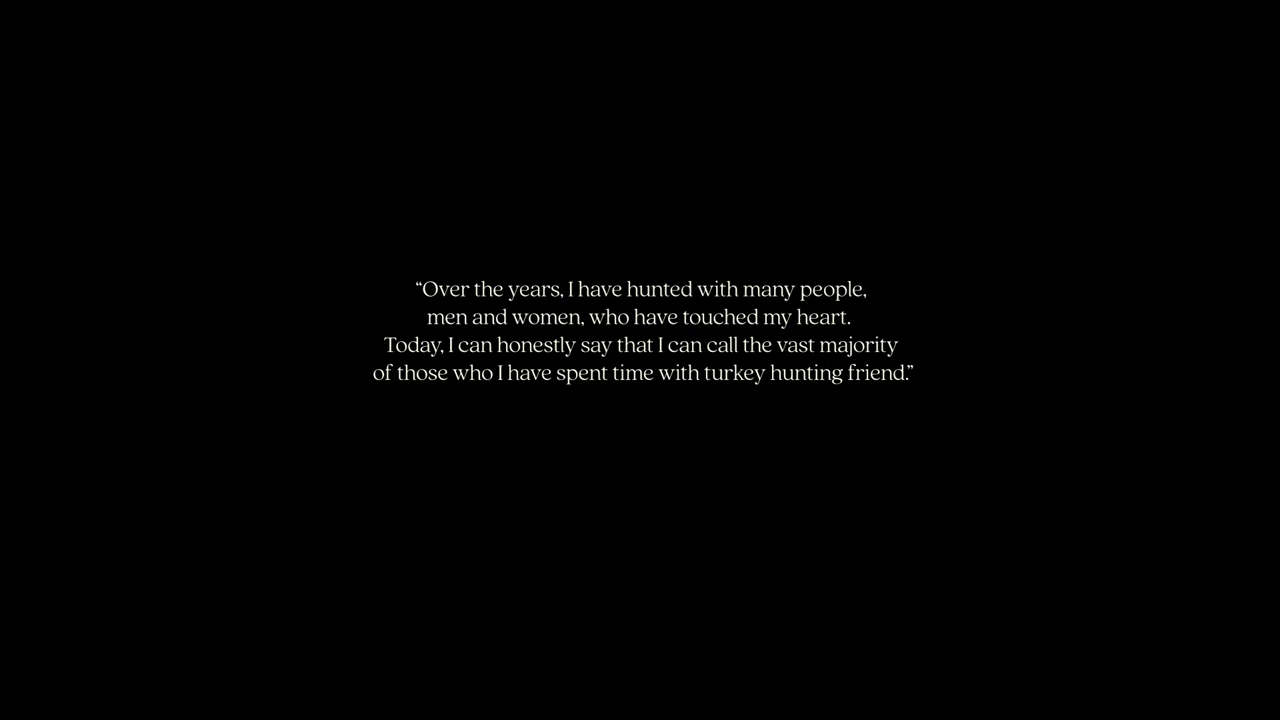 “Over the years, I have hunted with many people,
men and women, who have touched my heart.
Today, I can honestly say that I can call the vast majority
of those who I have spent time with turkey hunting friend.”